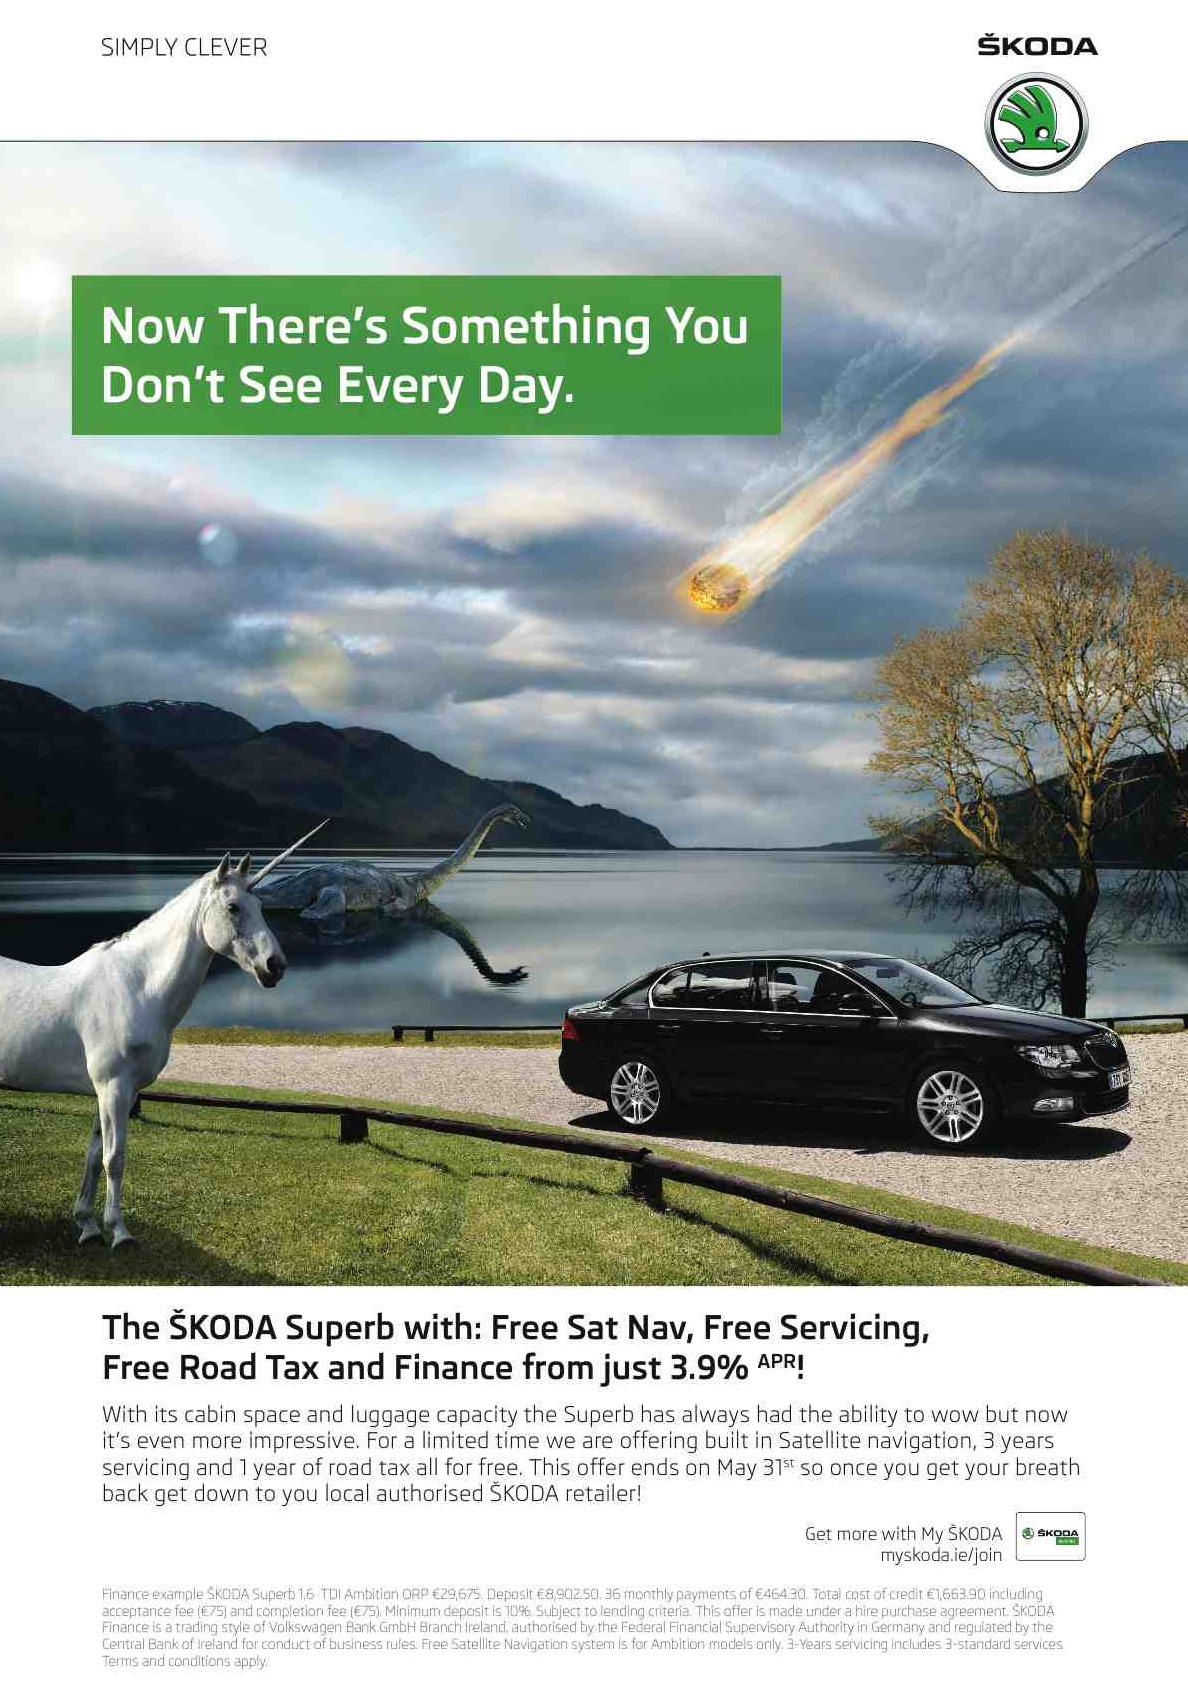 SIMPLY CLEVER
ŠKODA
Now There's Something You
Don't See Every Day.
The ŠKODA Superb with: Free Sat Nav, Free Servicing,
Free Road Tax and Finance from just 3.9% APR!
With its cabin space and luggage capacity the Superb has always had the ability to wow but now
it's even more impressive. For a limited time we are offering built in Satellite navigation, 3 years
servicing and 1 year of road tax all for free. This offer ends on May 31st so once you get your breath
back get down to you local authorised ŠKODA retailer!
Get more with My ŠKODA
myskoda.ie/join
ŠKODA
Finance example ŠKODA Superb 1.6 TDI Ambition ORP €29,675. Deposit €8,902.50. 36 monthly payments of €464.30. Total cost of credit €1,663.90 including
acceptance fee (€75) and completion fee (€75). Minimum deposit is 10%. Subject to lending criteria. This offer is made under a hire purchase agreement. ŠKODA
Finance is a trading style of Volkswagen Bank GmbH Branch Ireland, authorised by the Federal Financial Supervisory Authority in Germany and regulated by the
Central Bank of Ireland for conduct of business rules. Free Satellite Navigation system is for Ambition models only. 3-Years servicing includes 3-standard services.
Terms and conditions apply.